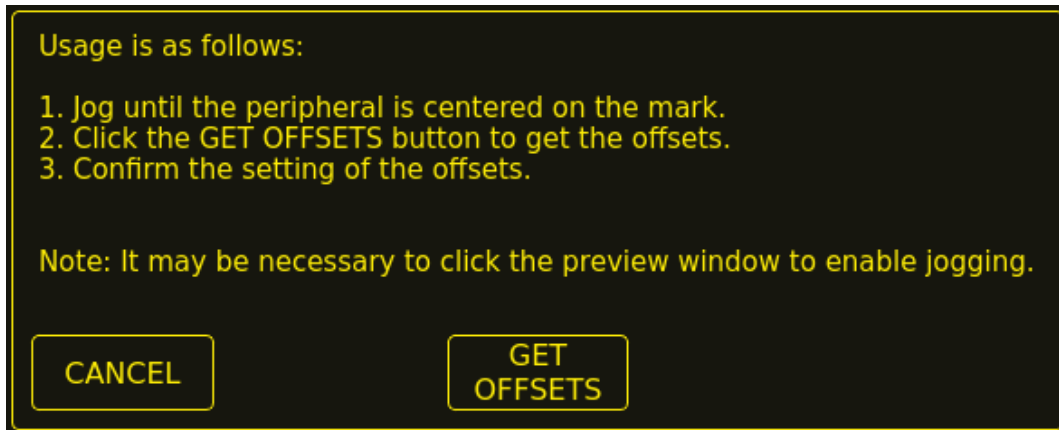 Usage is as follows:
1. Jog until the peripheral is centered on the mark.
2. Click the GET OFFSETS button to get the offsets.
3. Confirm the setting of the offsets.
Note: It may be necessary to click the preview window to enable jogging.
CANCEL
GET
OFFSETS